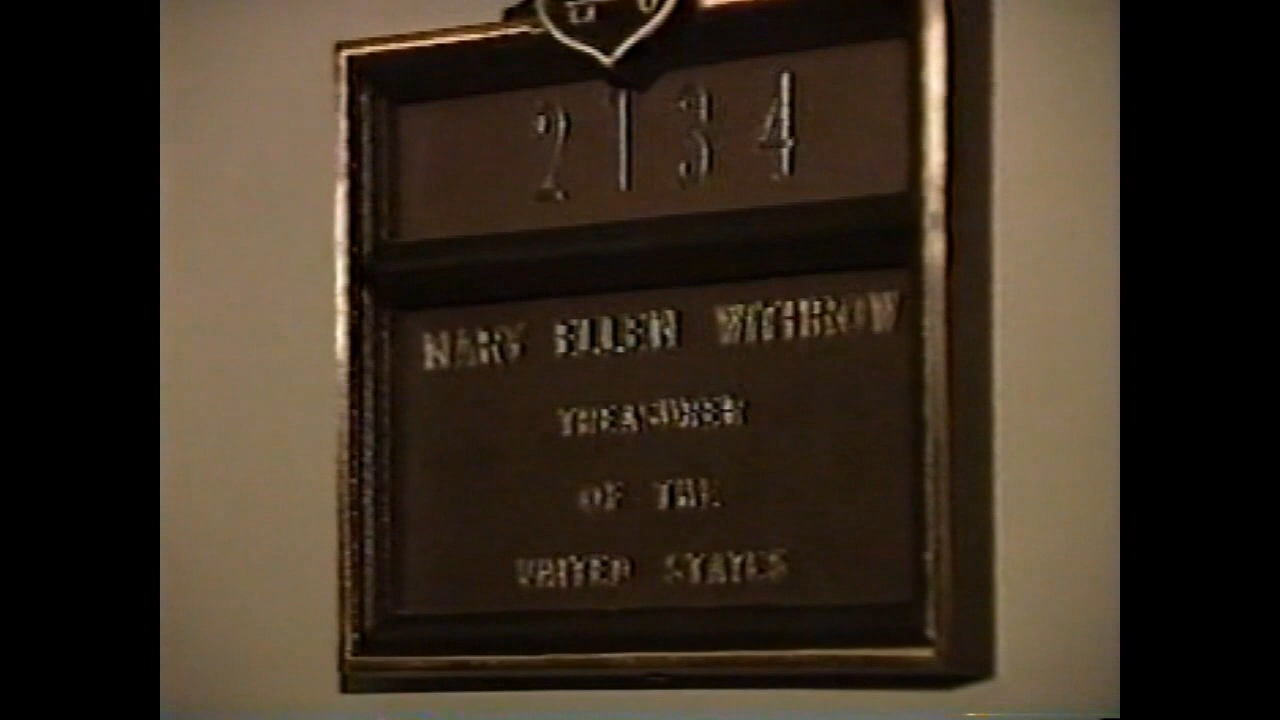 2134
MARY ELLEN WITHROW
TREASURER
OF THE
UNITED STATES